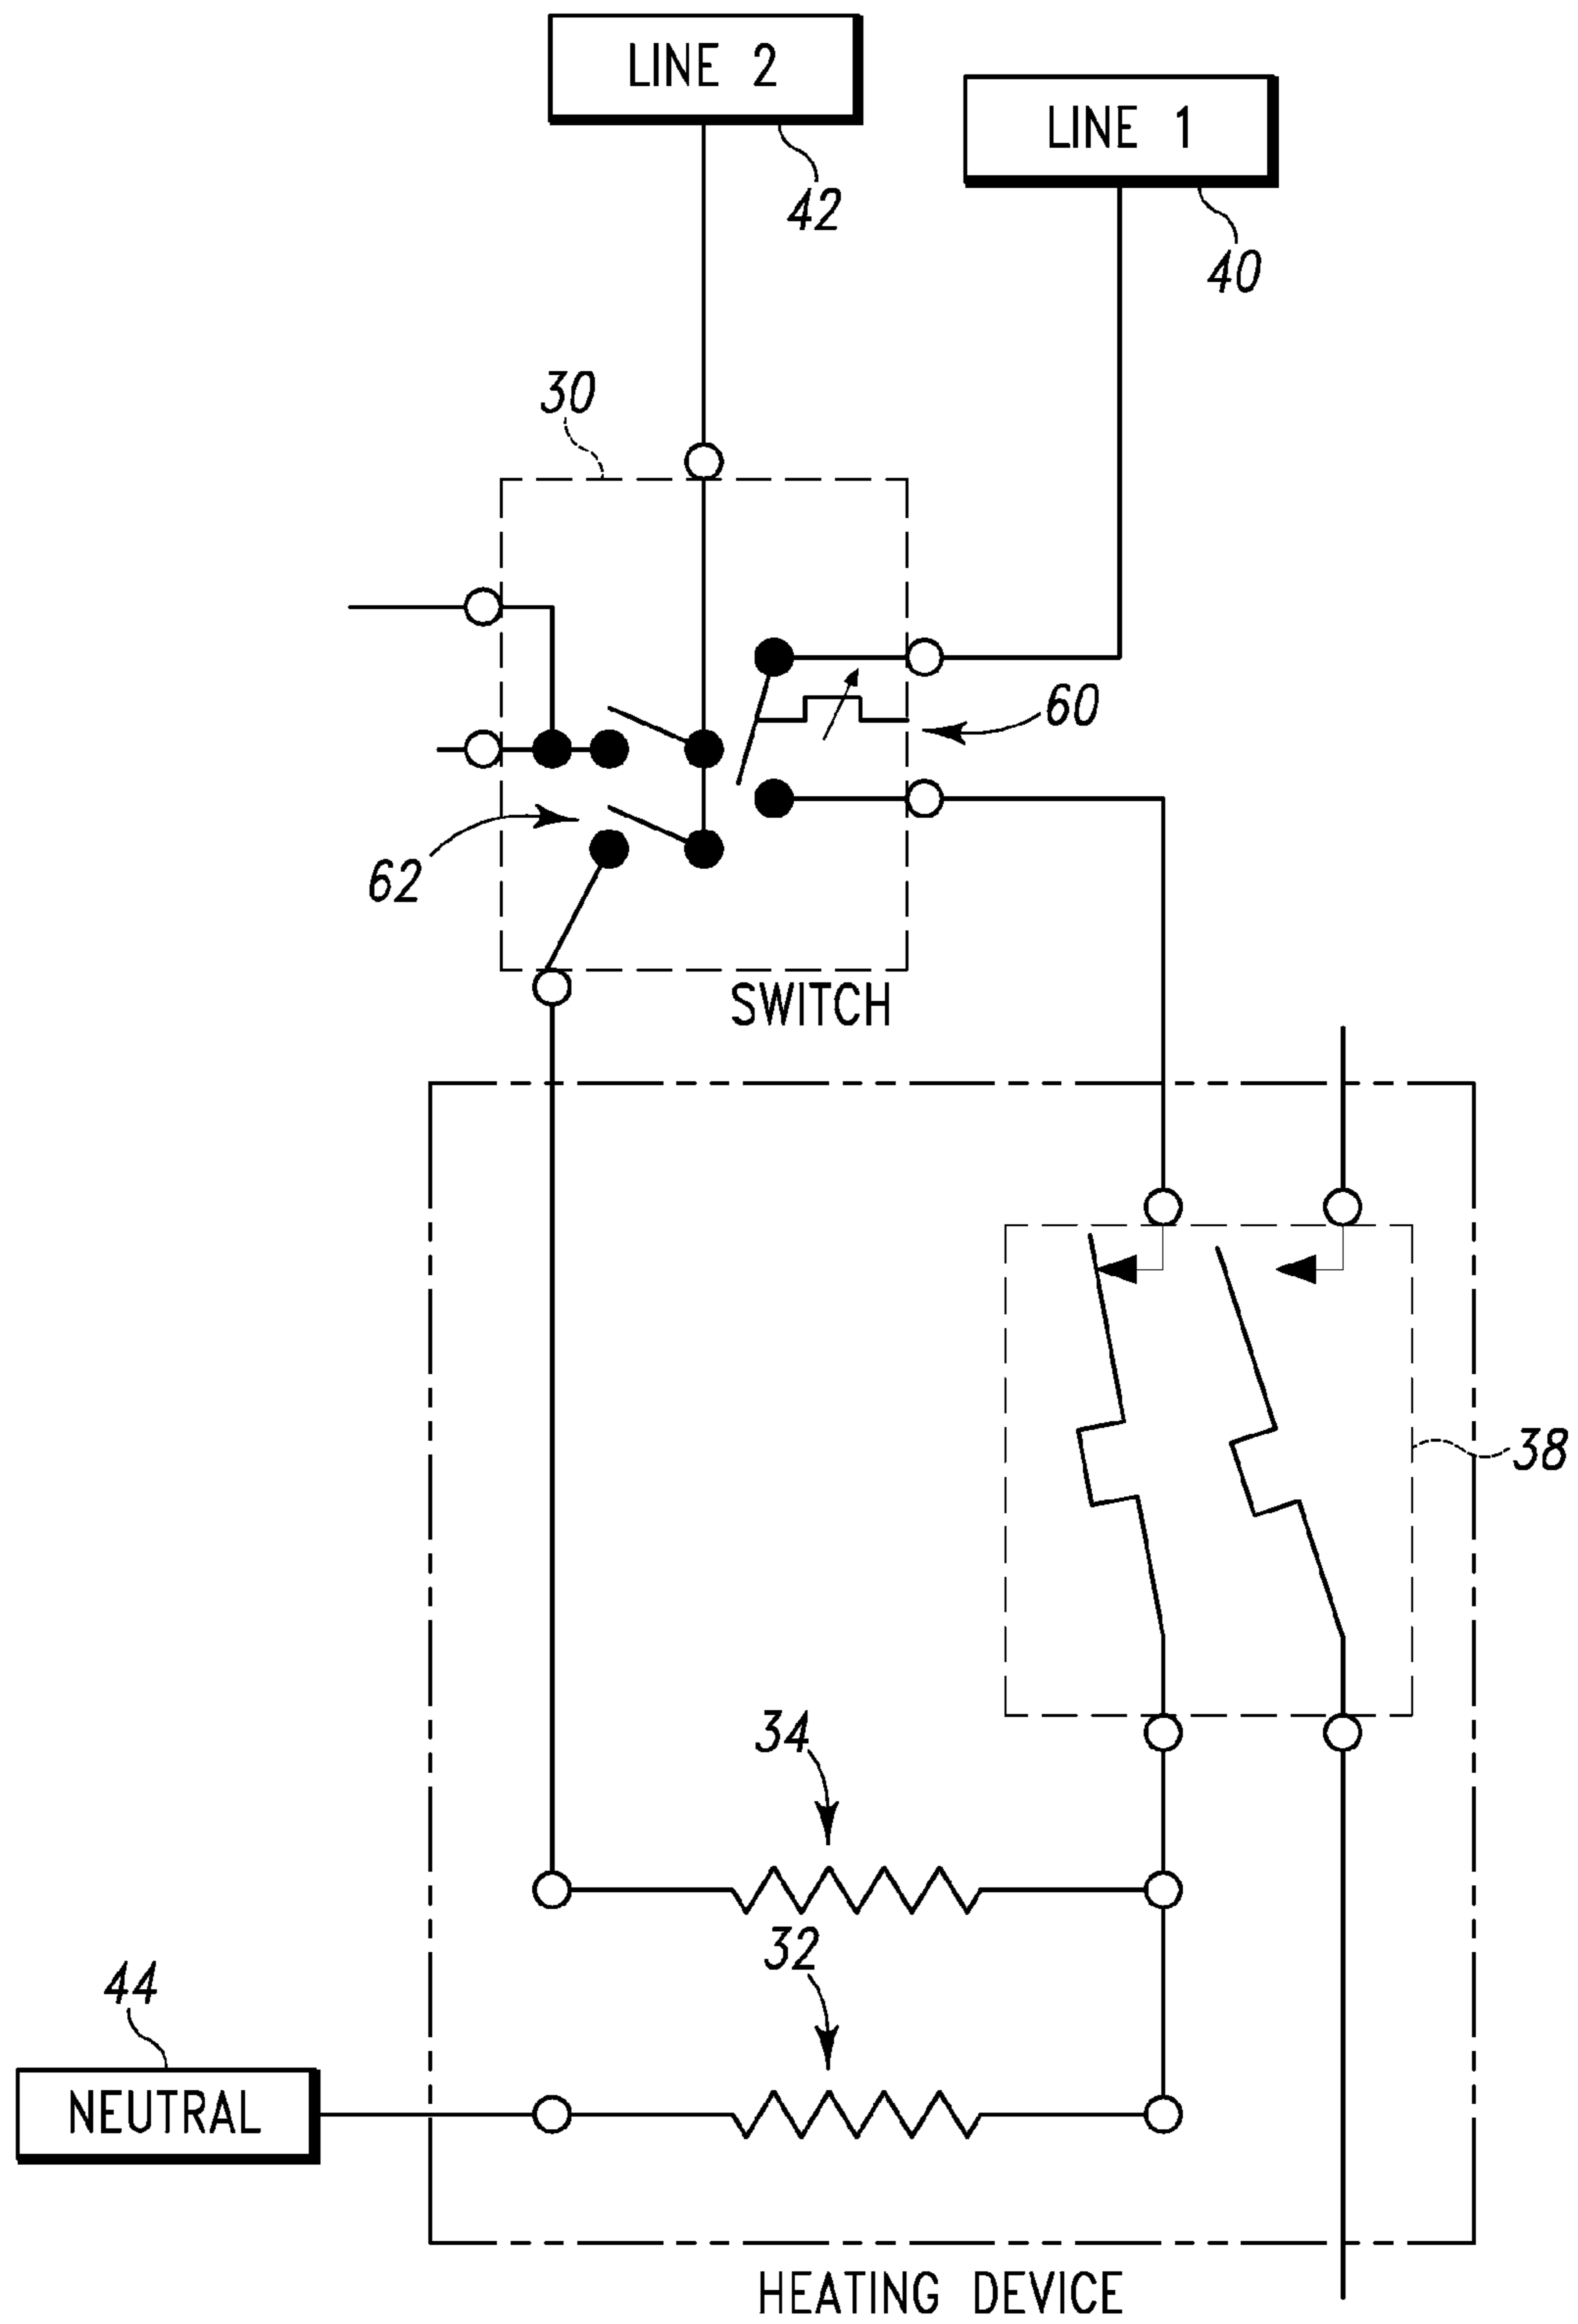 LINE 2
LINE 1
42
40
30
60
62
SWITCH
38
34
32
44
NEUTRAL
HEATING DEVICE